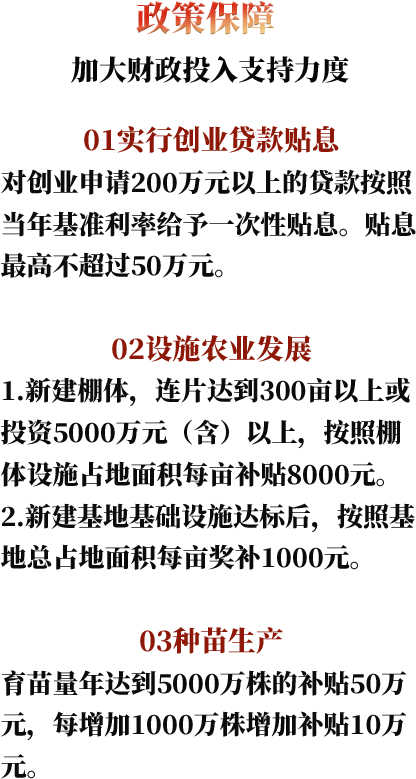 政策保障
加大财政投入支持力度
01实行创业贷款贴息
对创业申请200万元以上的贷款按照
当年基准利率给予一次性贴息。贴息
最高不超过50万元。
02设施农业发展
1.新建棚体，连片达到300亩以上或
投资5000万元（含）以上，按照棚
体设施占地面积每亩补贴8000元。
2.新建基地基础设施达标后，按照基
地总占地面积每亩奖补1000元。
03种苗生产
育苗量年达到5000万株的补贴50万
元，每增加1000万株增加补贴10万
元。